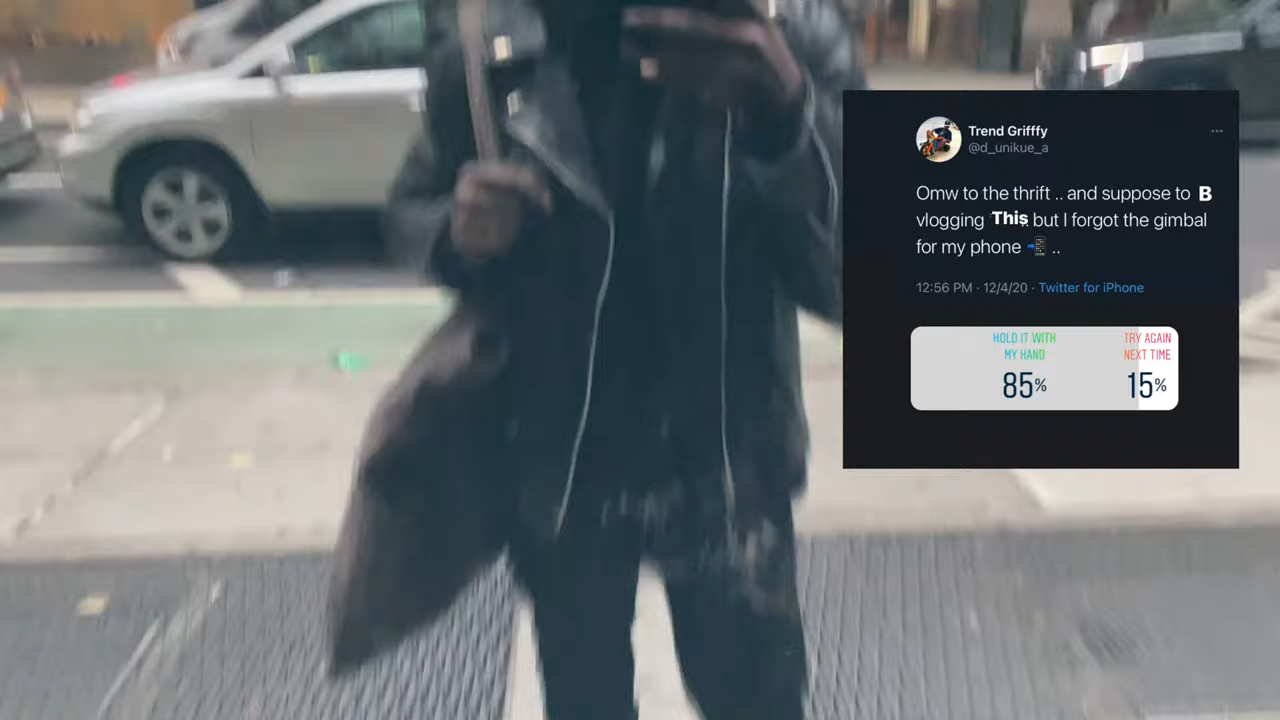 Trend Grifffy
@d_unikue_a
Omw to the thrift .. and suppose to B
vlogging This but I forgot the gimbal
for my phone 📲 ..
12:56 PM · 12/4/20 · Twitter for iPhone
HOLD IT WITH
MY HAND
85%
TRY AGAIN
NEXT TIME
15%